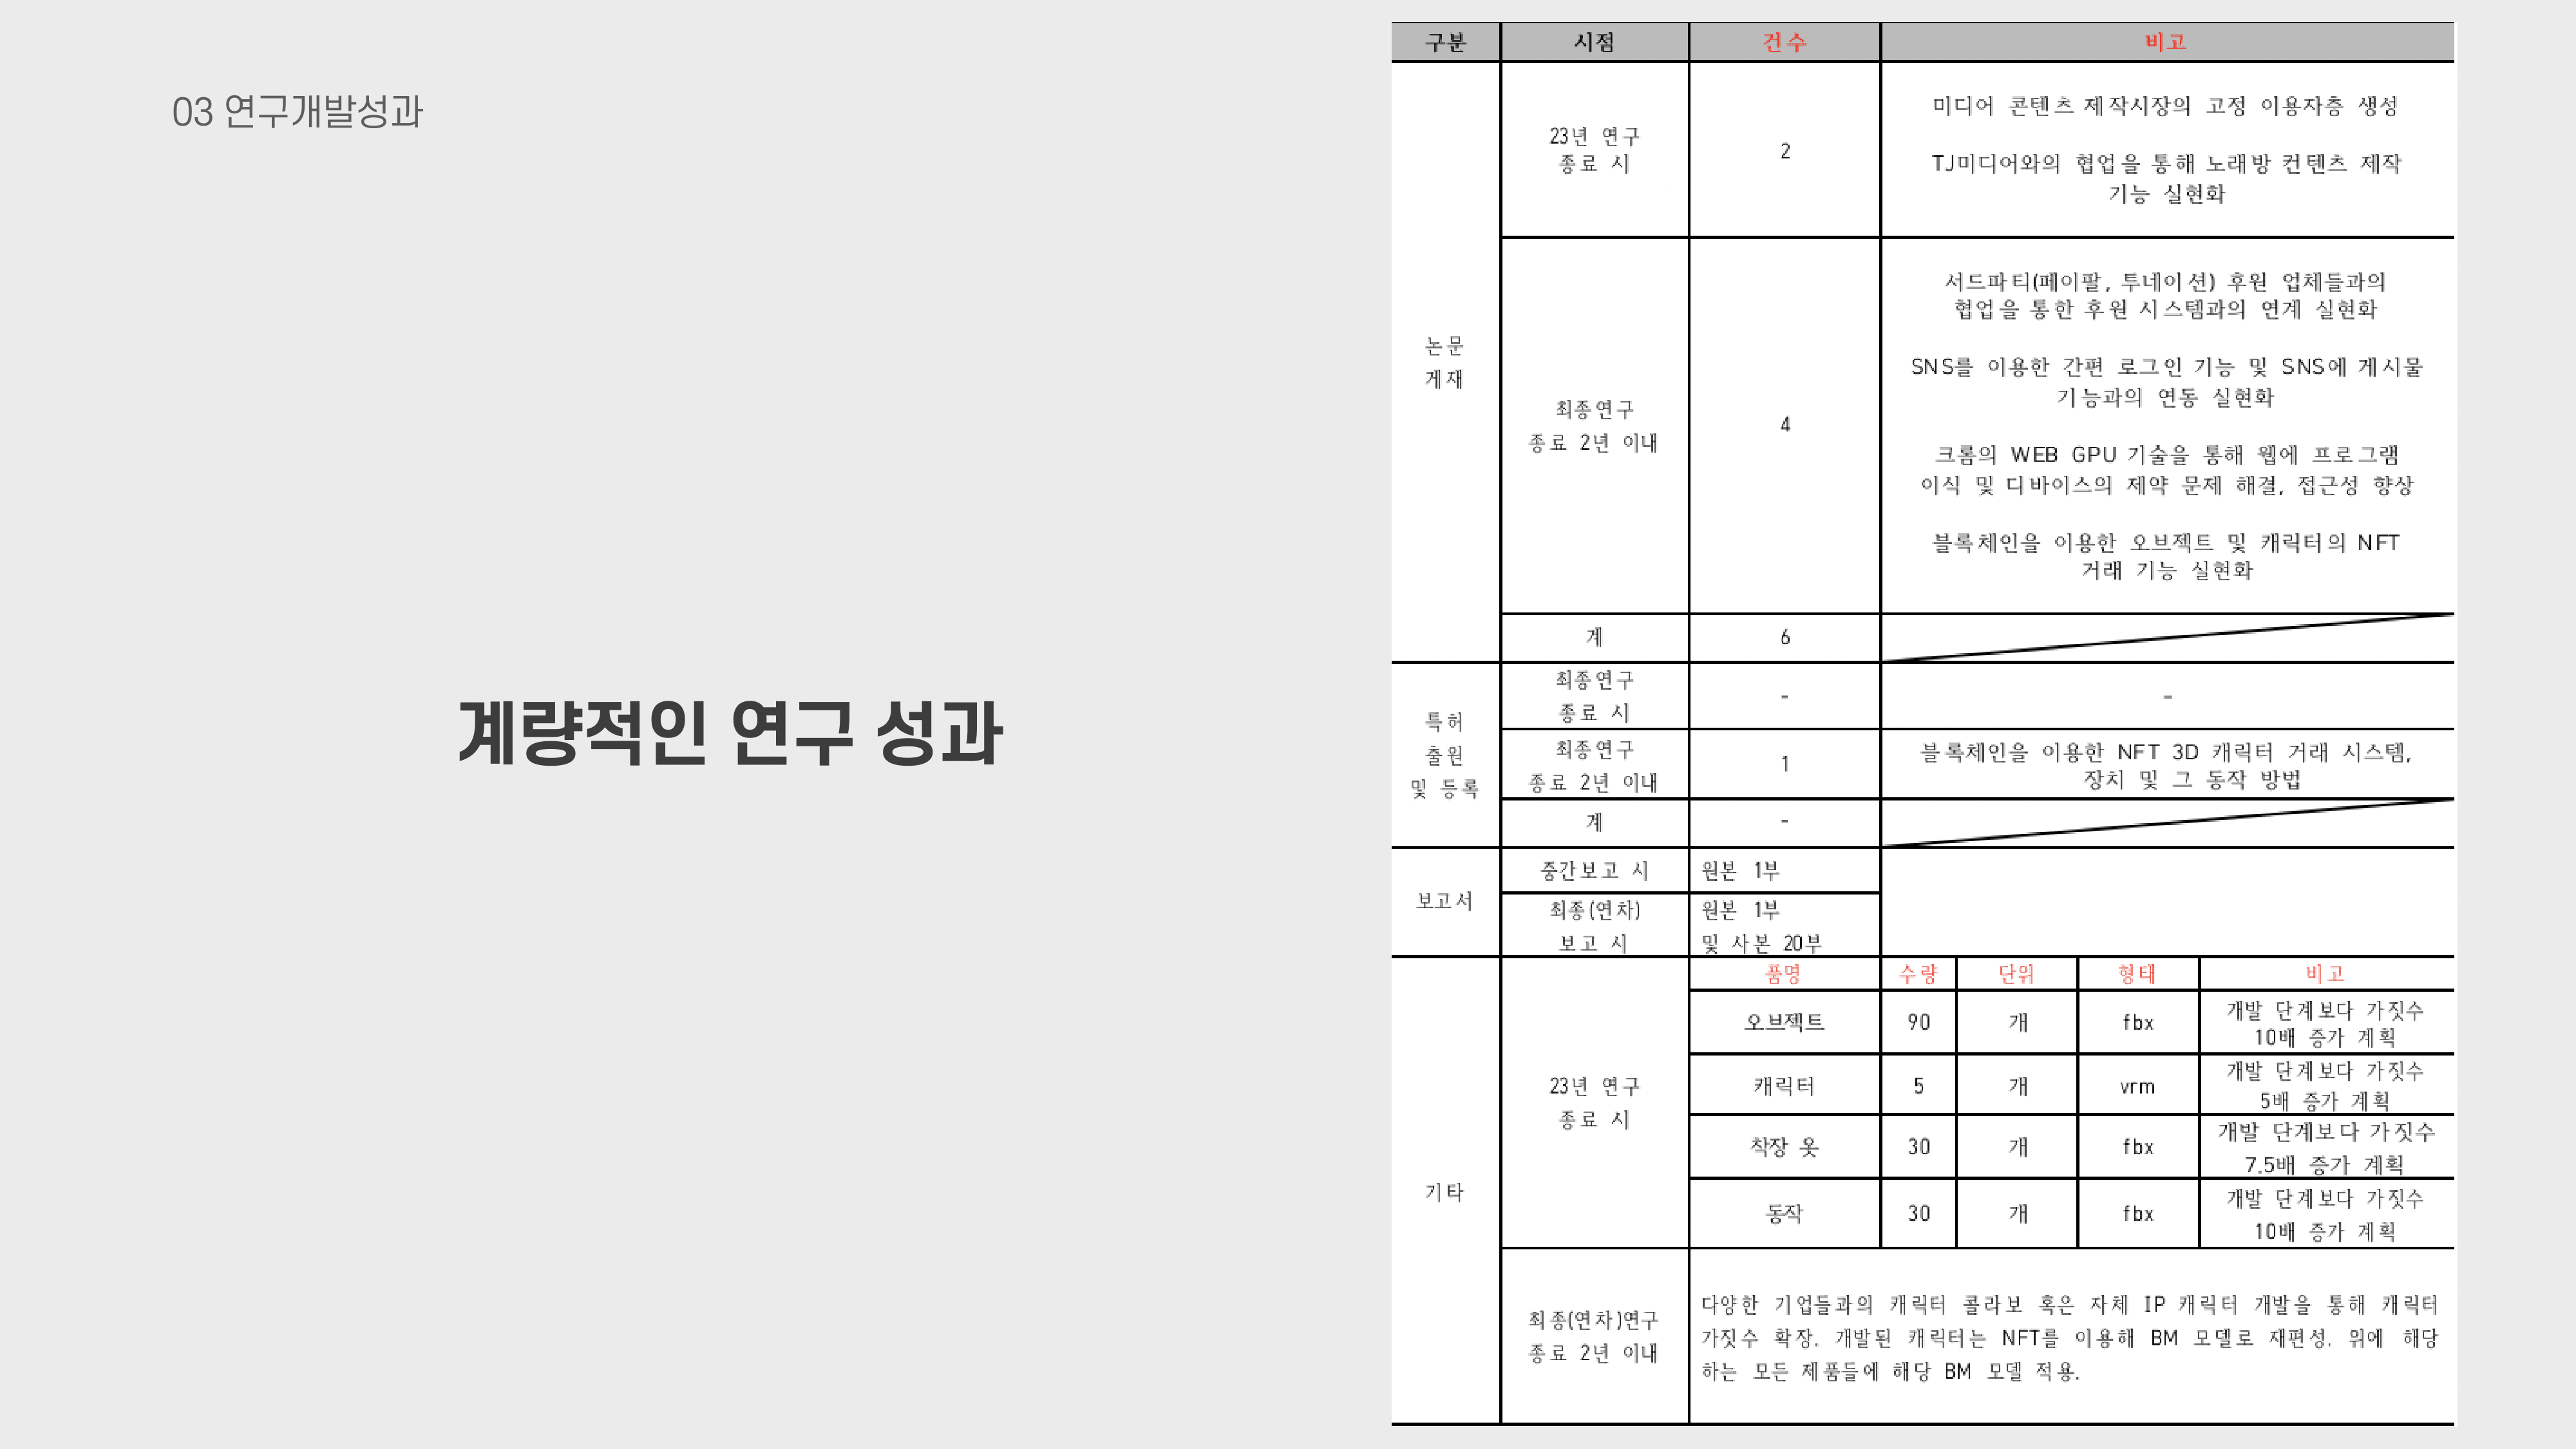 03 연구개발성과
계량적인 연구 성과
구분 시점 건수 비고
논문
게재
23년 연구
종료 시
2
미디어 콘텐츠 제작시장의 고정 이용자층 생성
TJ미디어와의 협업을 통해 노래방 컨텐츠 제작
기능 실현화
최종연구
종료 2년 이내
4
서드파티(페이팔, 투네이션) 후원 업체들과의
협업을 통한 후원 시스템과의 연계 실현화
SNS를 이용한 간편 로그인 기능 및 SNS에 게시물
기능과의 연동 실현화
크롬의 WEB GPU 기술을 통해 웹에 프로그램
이식 및 디바이스의 제약 문제 해결, 접근성 향상
블록체인을 이용한 오브젝트 및 캐릭터의 NFT
거래 기능 실현화
계 6
특허
출원
및 등록
최종연구
종료 시
- -
최종연구
종료 2년 이내
1
블록체인을 이용한 NFT 3D 캐릭터 거래 시스템,
장치 및 그 동작 방법
계 -
보고서
중간보고 시 원본 1부
최종(연차)
보고 시
원본 1부
및 사본 20부
기타
23년 연구
종료 시
품명 수량 단위 형태 비고
오브젝트 90 개 fbx
개발 단계보다 가짓수
10배 증가 계획
캐릭터 5 개 vrm
개발 단계보다 가짓수
5배 증가 계획
착장 옷 30 개 fbx
개발 단계보다 가짓수
7.5배 증가 계획
동작 30 개 fbx
개발 단계보다 가짓수
10배 증가 계획
최종(연차)연구
종료 2년 이내
다양한 기업들과의 캐릭터 콜라보 혹은 자체 IP 캐릭터 개발을 통해 캐릭터
가짓수 확장. 개발된 캐릭터는 NFT를 이용해 BM 모델로 재편성. 위에 해당
하는 모든 제품들에 해당 BM 모델 적용.